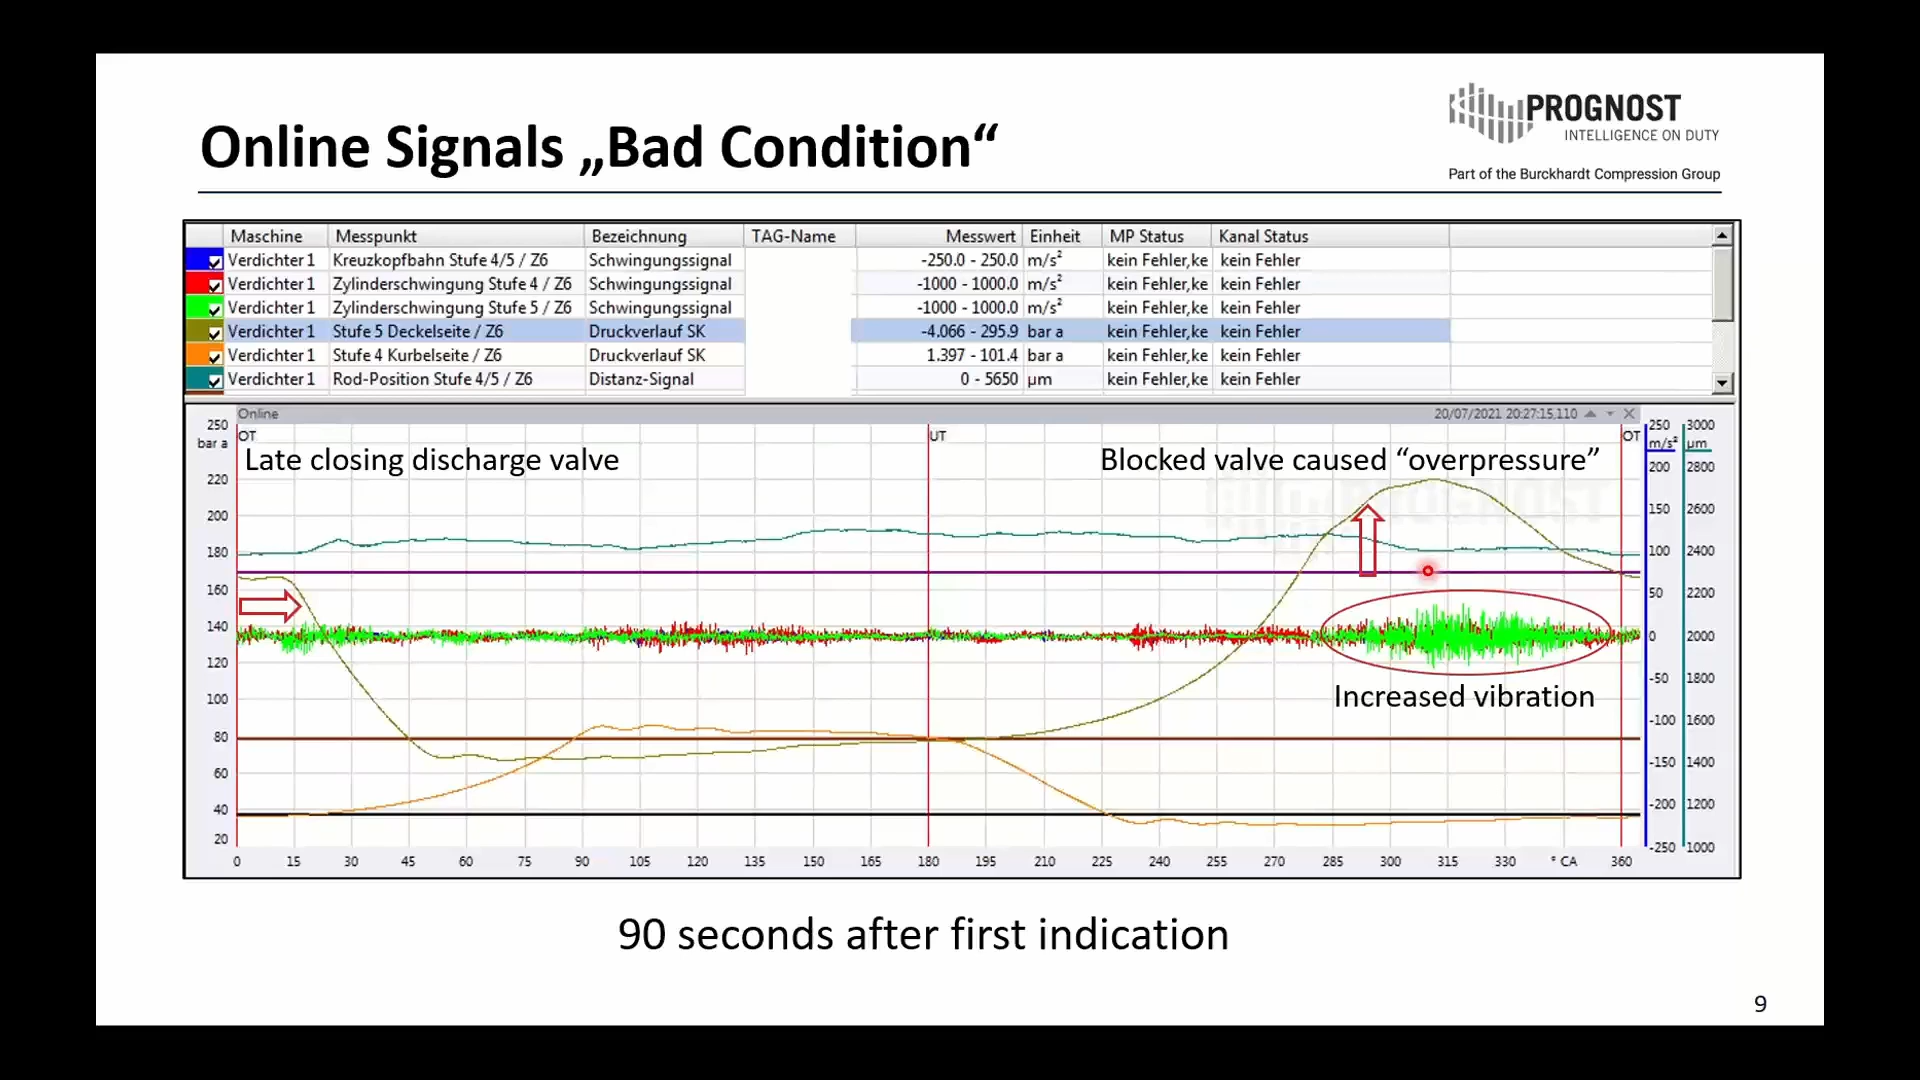 Online Signals „Bad Condition“
PROGNOST
INTELLIGENCE ON DUTY
Part of the Burckhardt Compression Group
Maschine Messpunkt Bezeichnung TAG-Name Messwert Einheit MP Status Kanal Status
Verdichter 1 Kreuzkopfbahn Stufe 4/5 / Z6 Schwingungssignal -250.0 - 250.0 m/s² kein Fehler,ke kein Fehler
Verdichter 1 Zylinderschwingung Stufe 4 / Z6 Schwingungssignal -1000 - 1000.0 m/s² kein Fehler,ke kein Fehler
Verdichter 1 Zylinderschwingung Stufe 5 / Z6 Schwingungssignal -1000 - 1000.0 m/s² kein Fehler,ke kein Fehler
Verdichter 1 Stufe 5 Deckelseite / Z6 Druckverlauf SK -4.066 - 295.9 bar a kein Fehler,ke kein Fehler
Verdichter 1 Stufe 4 Kurbelseite / Z6 Druckverlauf SK 1.397 - 101.4 bar a kein Fehler,ke kein Fehler
Verdichter 1 Rod-Position Stufe 4/5 / Z6 Distanz-Signal 0 - 5650 µm kein Fehler,ke kein Fehler
Online 20/07/2021 20:27:15,110
250 OT UT OT 250 3000
bar a m/s² µm
Late closing discharge valve Blocked valve caused “overpressure”
220 200 2800
200 150 2600
180 100 2400
160 50 2200
140 0 2000
120 -50 1800
Increased vibration
100 -100 1600
80 -150 1400
60 -200 1200
40
20 -250 1000
0 15 30 45 60 75 90 105 120 135 150 165 180 195 210 225 240 255 270 285 300 315 330 ° CA 360
90 seconds after first indication
9